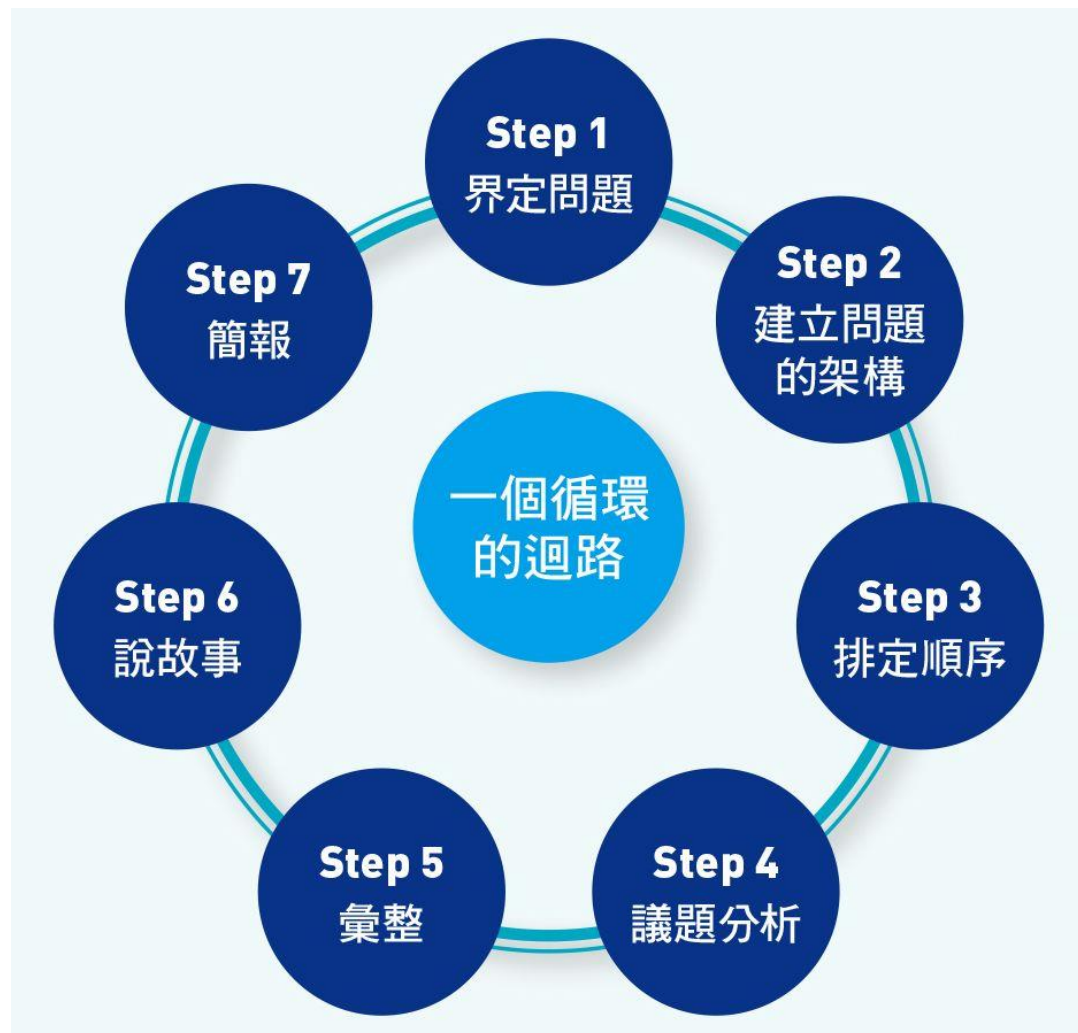 Step 1
界定問題
Step 2
建立問題
的架構
Step 3
排定順序
Step 4
議題分析
Step 5
彙整
Step 6
說故事
Step 7
簡報
一個循環
的迴路